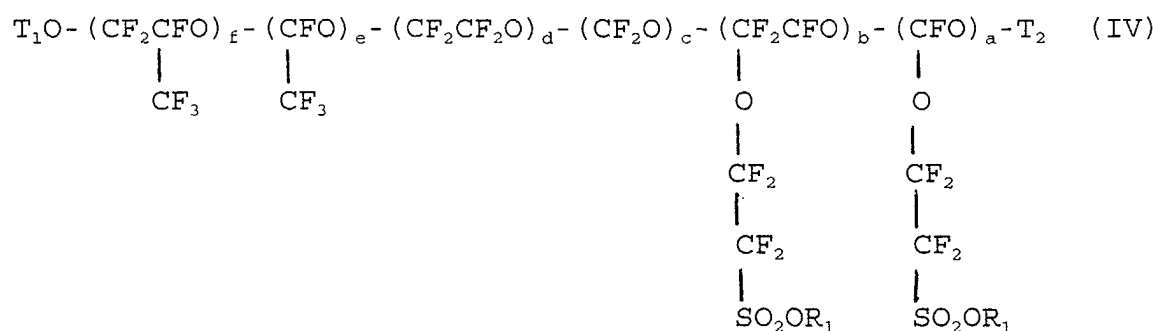 T₁O-(CF₂CFO)f-(CFO)e-(CF₂CF₂O)d-(CF₂O)c-(CF₂CFO)b-(CFO)a-T₂ (IV)
CF₃ CF₃ O O
CF₂ CF₂
CF₂ CF₂
SO₂OR₁ SO₂OR₁